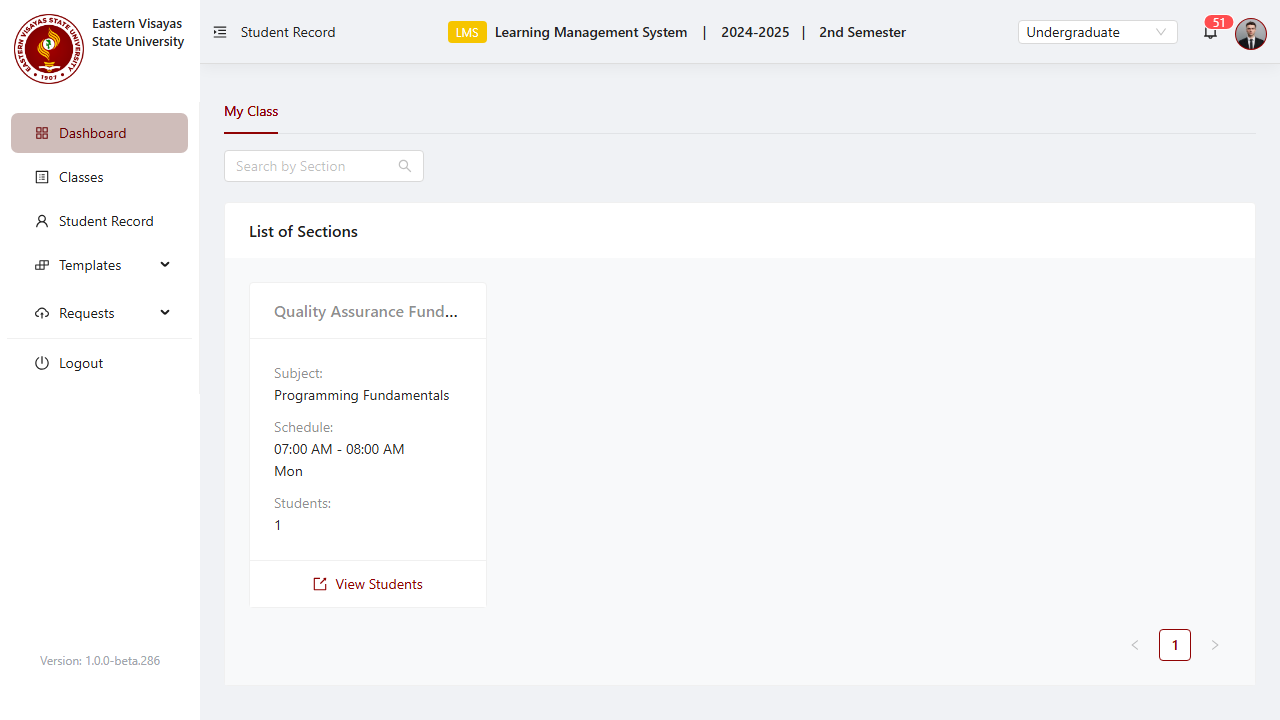 EASTERN VISAYAS STATE UNIVERSITY
1907
Eastern Visayas
State University
Student Record
LMS Learning Management System | 2024-2025 | 2nd Semester
Undergraduate
51
Dashboard
Classes
Student Record
Templates
Requests
Logout
Version: 1.0.0-beta.286
My Class
Search by Section
List of Sections
Quality Assurance Fund...
Subject:
Programming Fundamentals
Schedule:
07:00 AM - 08:00 AM
Mon
Students:
1
View Students
1